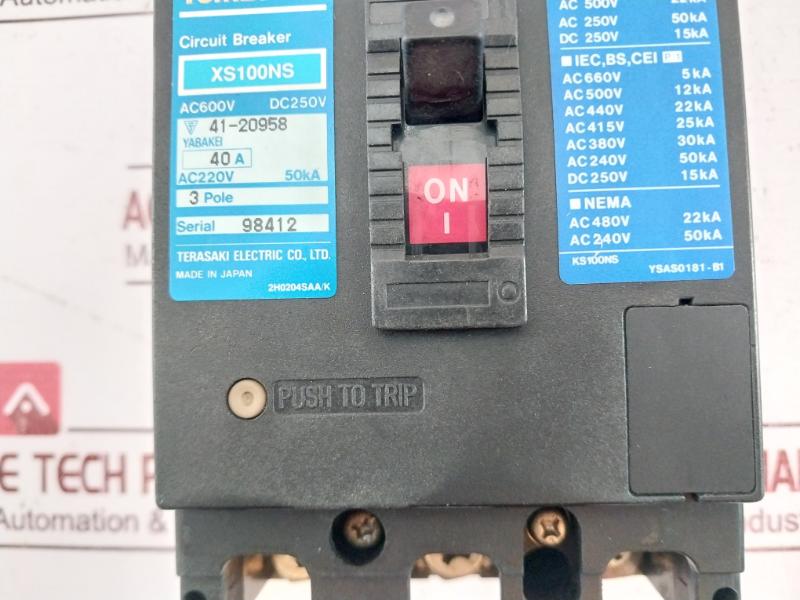 Circuit Breaker
XS100NS
AC600V DC250V
41-20958
YABAKEI
40 A
AC220V 50kA
3 Pole
Serial 98412
TERASAKI ELECTRIC CO., LTD.
MADE IN JAPAN
2H0204SAA/K
ON
I
AC 500V 22kA
AC 250V 50kA
DC 250V 15kA
IEC,BS,CEI
AC660V 5kA
AC500V 12kA
AC440V 22kA
AC415V 25kA
AC380V 30kA
AC240V 50kA
DC250V 15kA
NEMA
AC480V 22kA
AC240V 50kA
KS100NS YSAS0181-B1
PUSH TO TRIP
TECH
Automation &